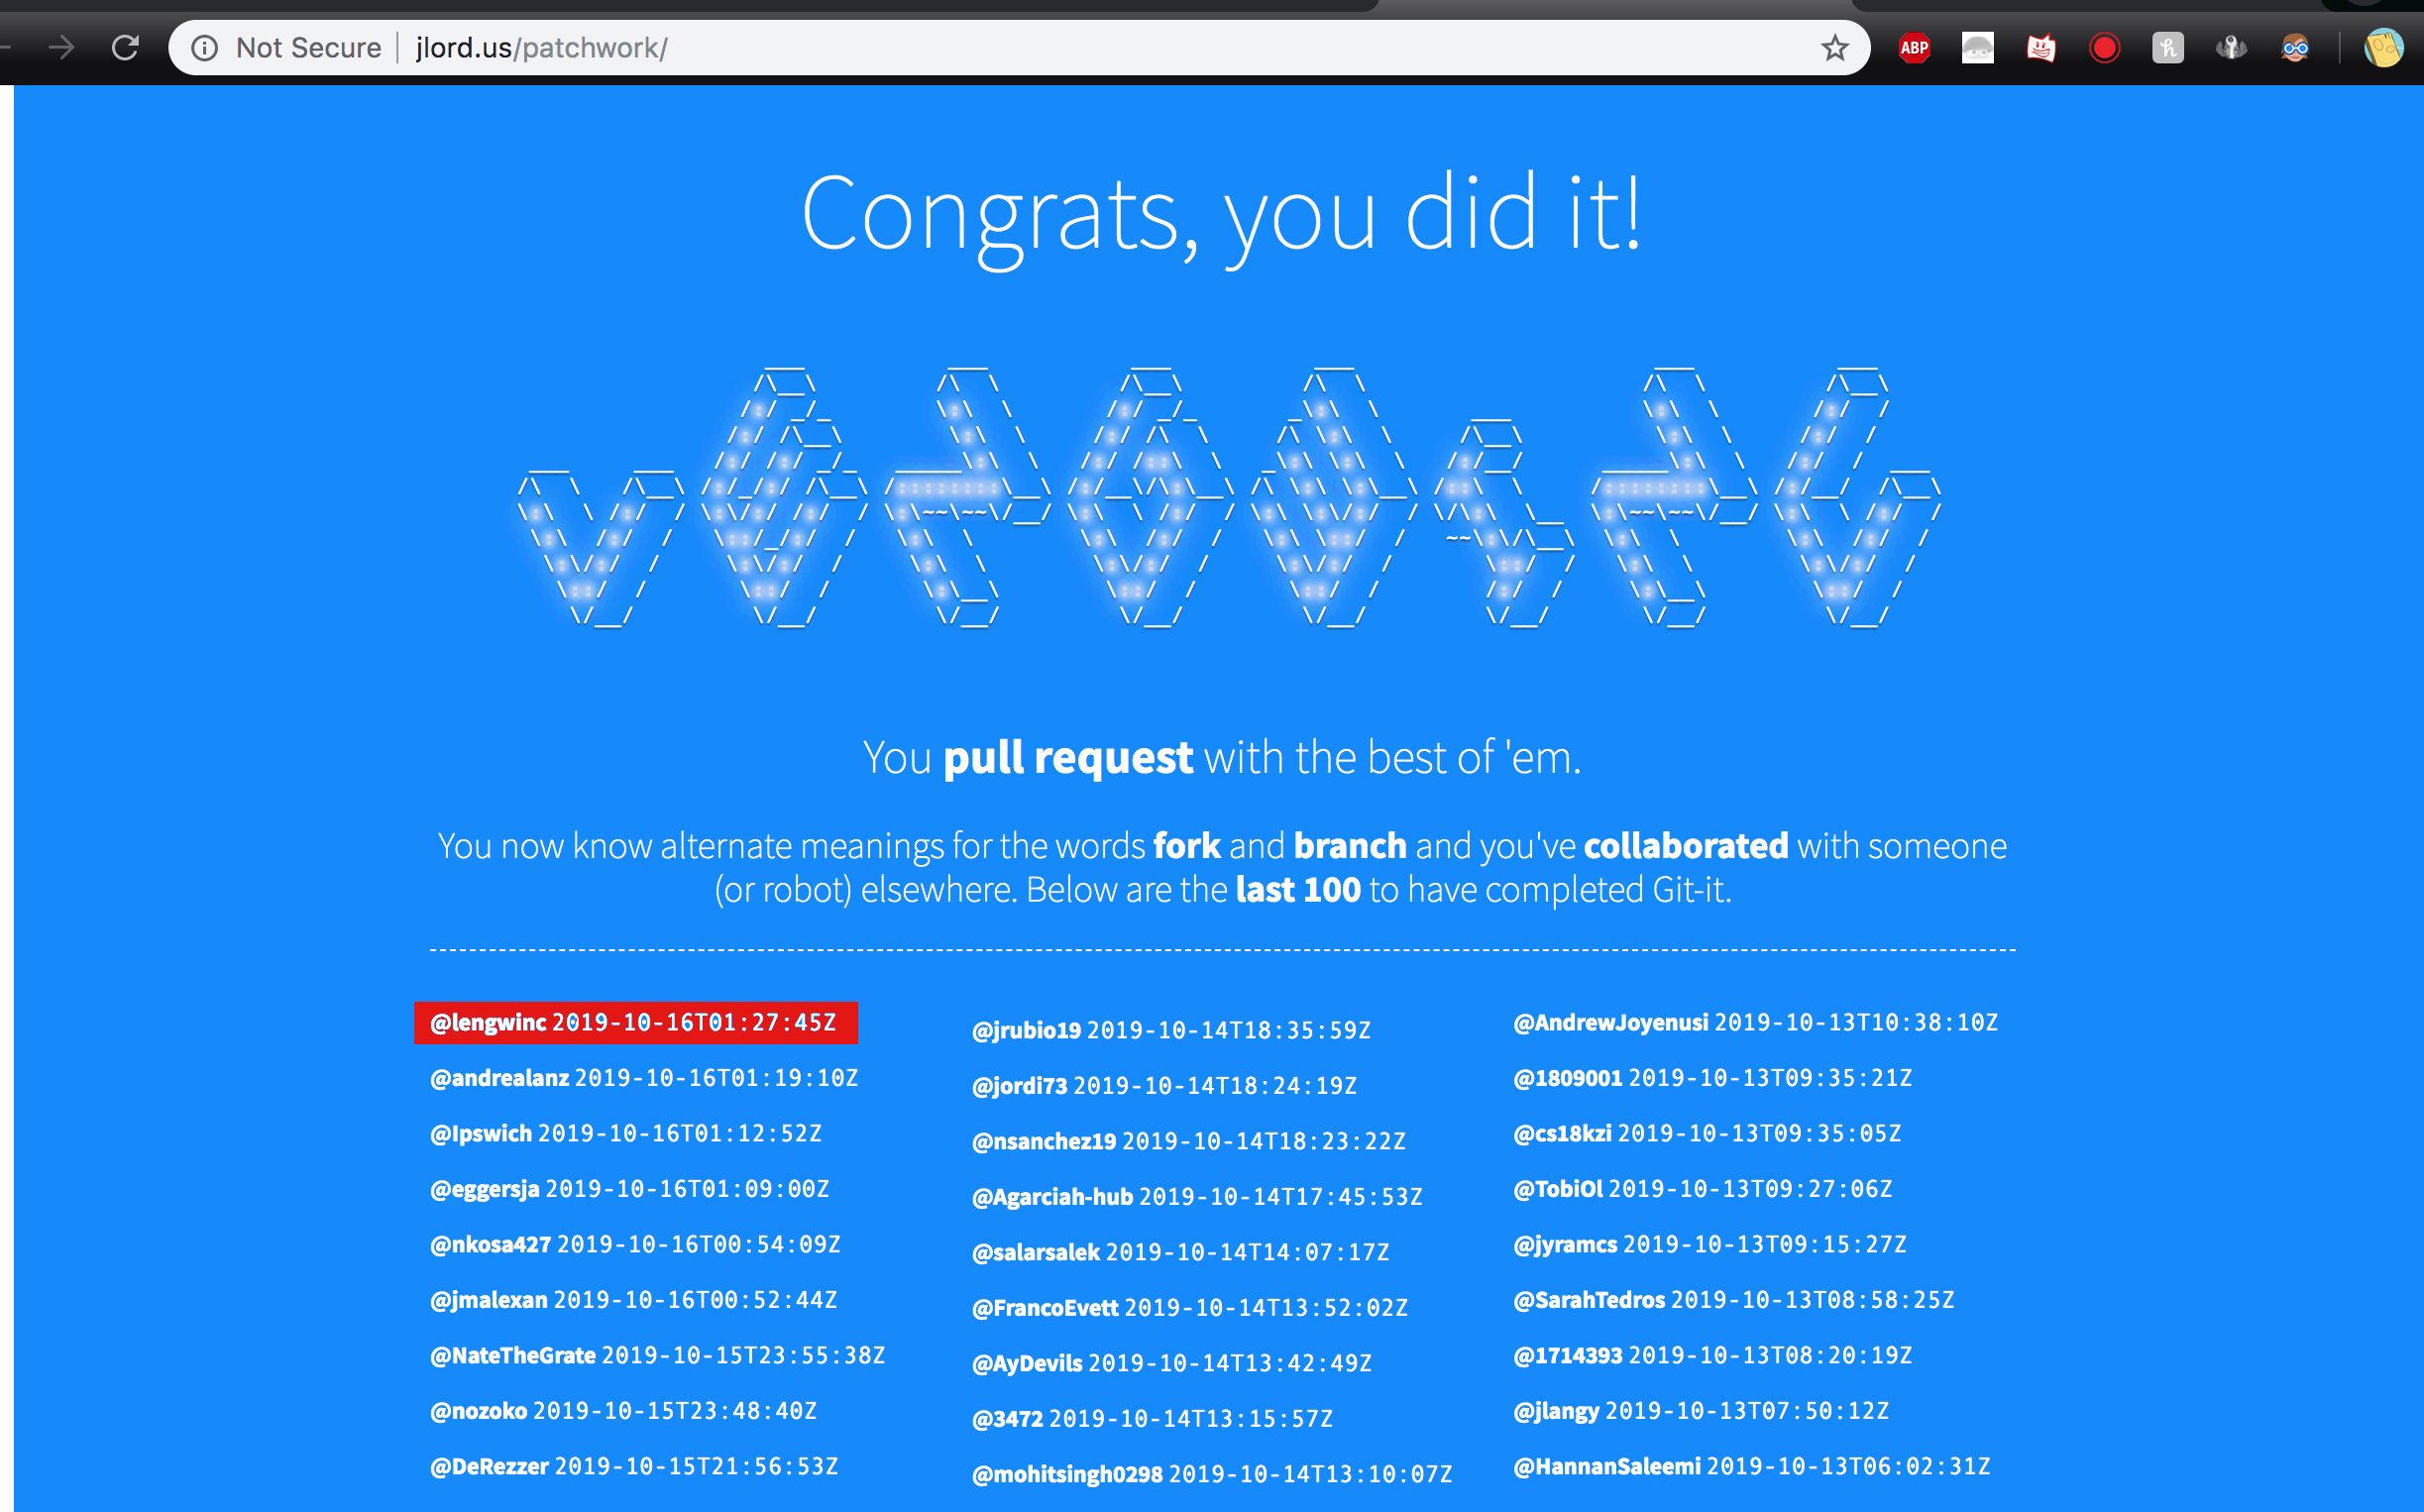 Not Secure | jlord.us/patchwork/
ABP
h
Congrats, you did it!
You pull request with the best of 'em.
You now know alternate meanings for the words fork and branch and you've collaborated with someone
(or robot) elsewhere. Below are the last 100 to have completed Git-it.
@lengwinc 2019-10-16T01:27:45Z
@andrealanz 2019-10-16T01:19:10Z
@Ipswich 2019-10-16T01:12:52Z
@eggersja 2019-10-16T01:09:00Z
@nkosa427 2019-10-16T00:54:09Z
@jmalexan 2019-10-16T00:52:44Z
@NateTheGrate 2019-10-15T23:55:38Z
@nozoko 2019-10-15T23:48:40Z
@DeRezzer 2019-10-15T21:56:53Z
@jrubio19 2019-10-14T18:35:59Z
@jordi73 2019-10-14T18:24:19Z
@nsanchez19 2019-10-14T18:23:22Z
@Agarciah-hub 2019-10-14T17:45:53Z
@salarsalek 2019-10-14T14:07:17Z
@FrancoEvett 2019-10-14T13:52:02Z
@AyDevils 2019-10-14T13:42:49Z
@3472 2019-10-14T13:15:57Z
@mohitsingh0298 2019-10-14T13:10:07Z
@AndrewJoyenusi 2019-10-13T10:38:10Z
@1809001 2019-10-13T09:35:21Z
@cs18kzi 2019-10-13T09:35:05Z
@TobiOl 2019-10-13T09:27:06Z
@jyramcs 2019-10-13T09:15:27Z
@SarahTedros 2019-10-13T08:58:25Z
@1714393 2019-10-13T08:20:19Z
@jlangy 2019-10-13T07:50:12Z
@HannanSaleemi 2019-10-13T06:02:31Z